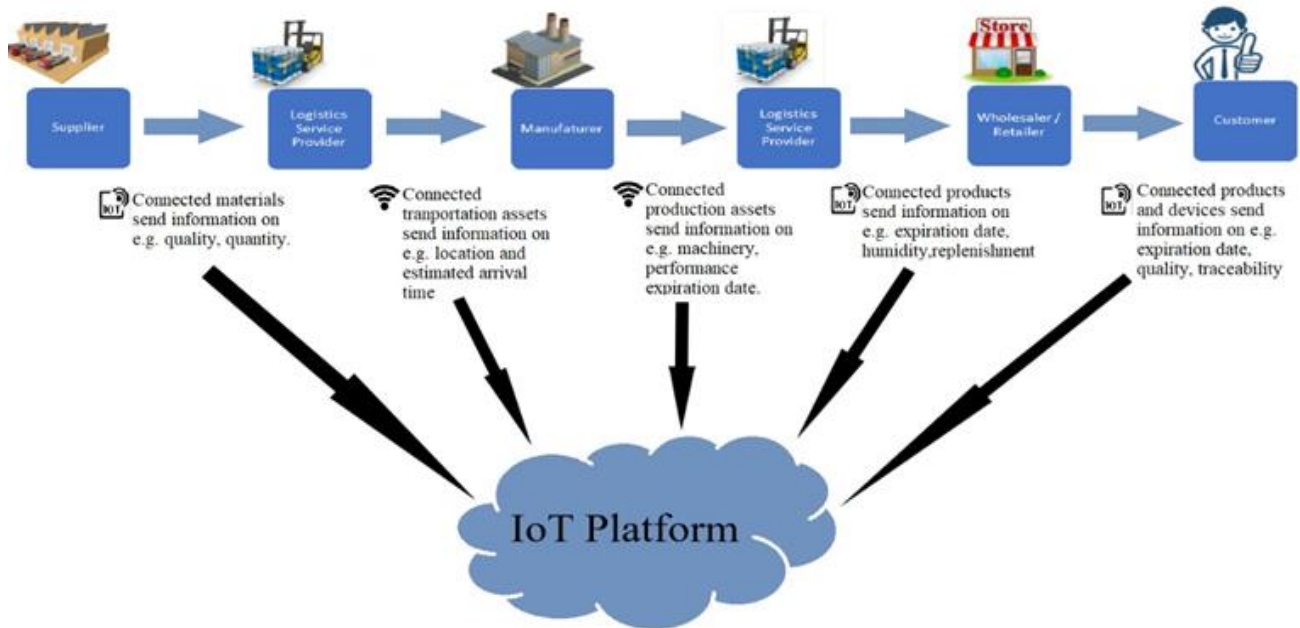 Store
Supplier
Logistics
Service
Provider
Manufaturer
Logistics
Service
Provider
Wholesaler /
Retailer
Customer
IOT
Connected materials
send information on
e.g. quality, quantity.
Connected
tranportation assets
send information on
e.g. location and
estimated arrival
time
Connected
production assets
send information on
e.g. machinery,
performance
expiration date.
IOT
Connected products
send information on
e.g. expiration date,
humidity,replenishment
IOT
Connected products
and devices send
information on e.g.
expiration date,
quality, traceability
IoT Platform